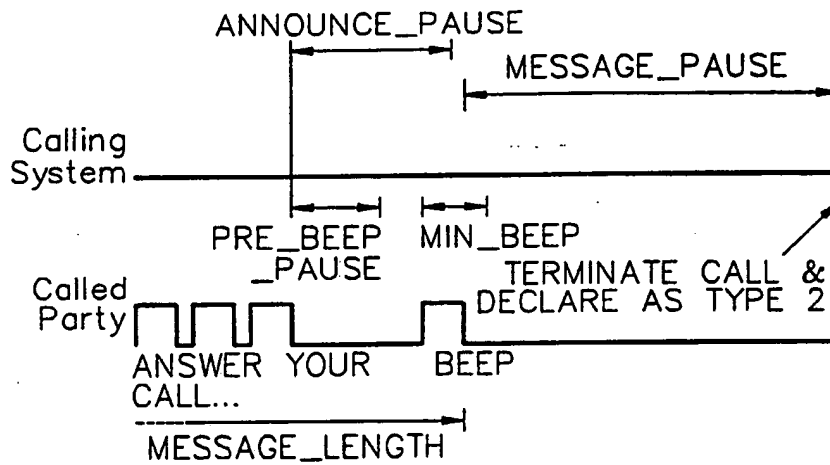 ANNOUNCE_PAUSE
MESSAGE_PAUSE
Calling
System
PRE_BEEP
_PAUSE
MIN_BEEP
TERMINATE CALL &
DECLARE AS TYPE 2
Called
Party
ANSWER YOUR
CALL...
BEEP
MESSAGE_LENGTH